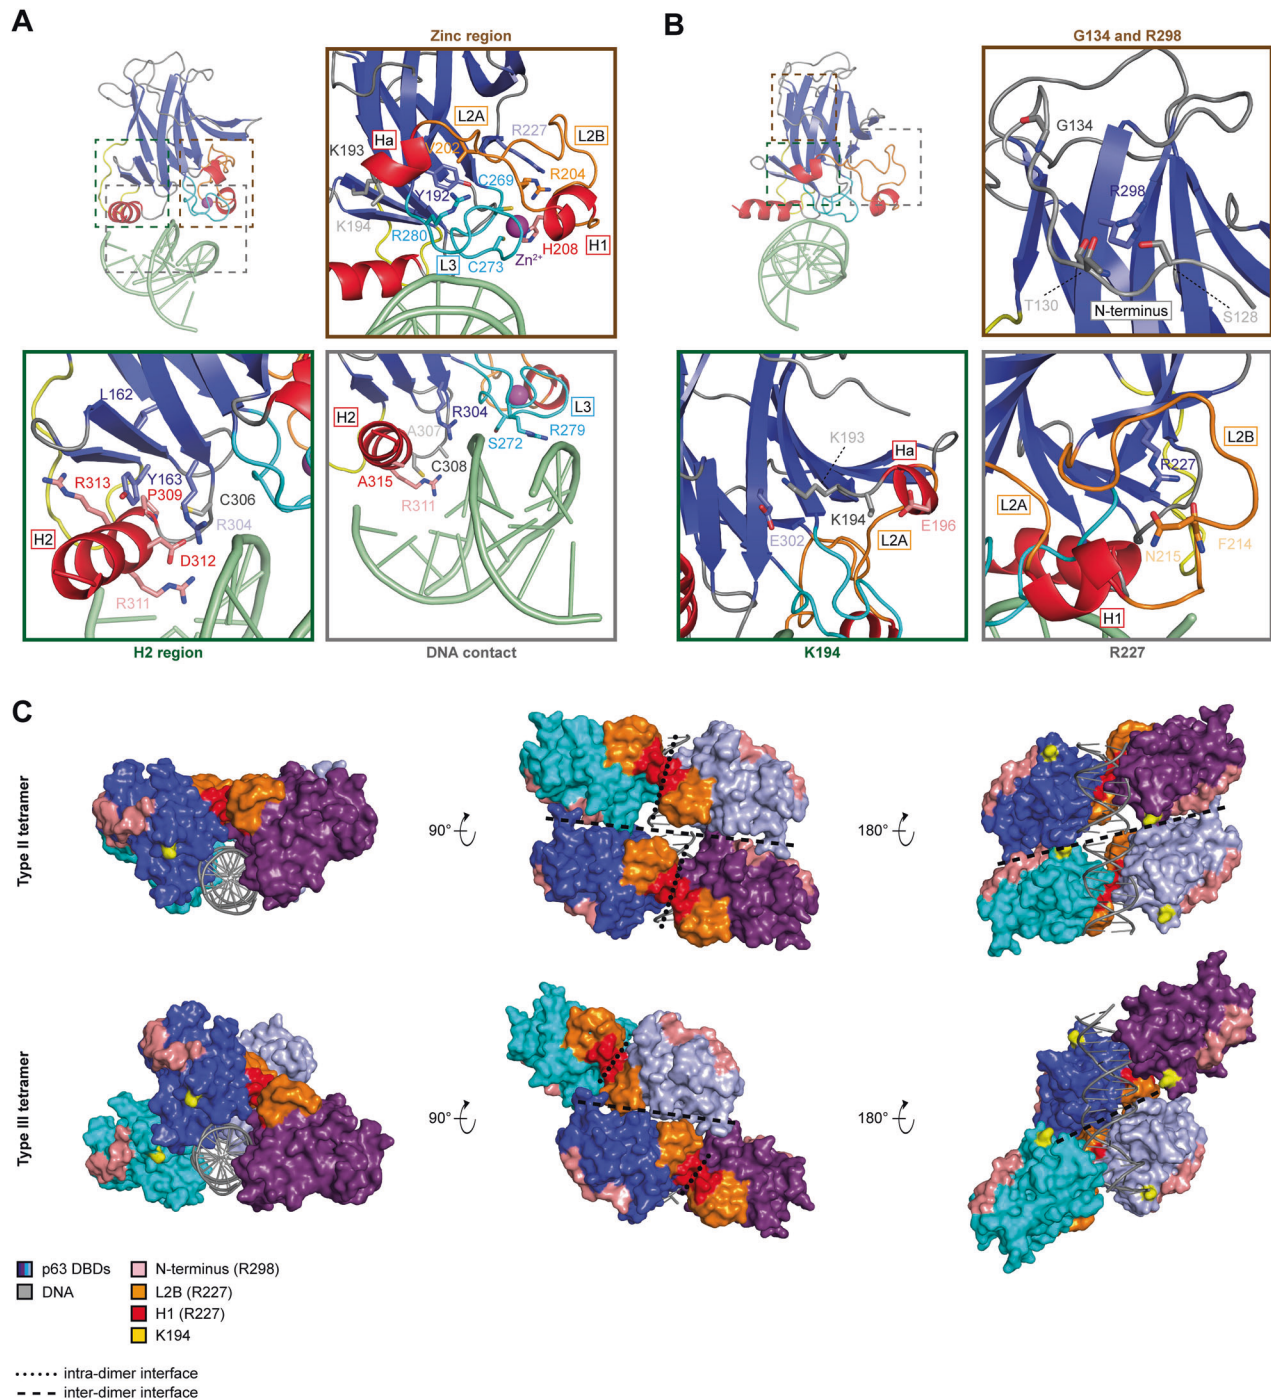 A
Zinc region
L2A
R227
L2B
Ha
K193
V202
C269
R204
Y192
K194
R280
H208
H1
L3
C273
Zn²⁺
L162
R313
Y163
P309
C306
R304
H2
D312
R311
H2 region
R304
L3
H2
A307
S272
R279
C308
A315
R311
DNA contact
B
G134 and R298
G134
R298
T130
N-terminus
S128
K193
Ha
K194
E196
E302
L2A
K194
L2B
R227
L2A
N215
F214
H1
R227
C
Type II tetramer
90°
180°
Type III tetramer
90°
180°
p63 DBDs
DNA
N-terminus (R298)
L2B (R227)
H1 (R227)
K194
intra-dimer interface
inter-dimer interface